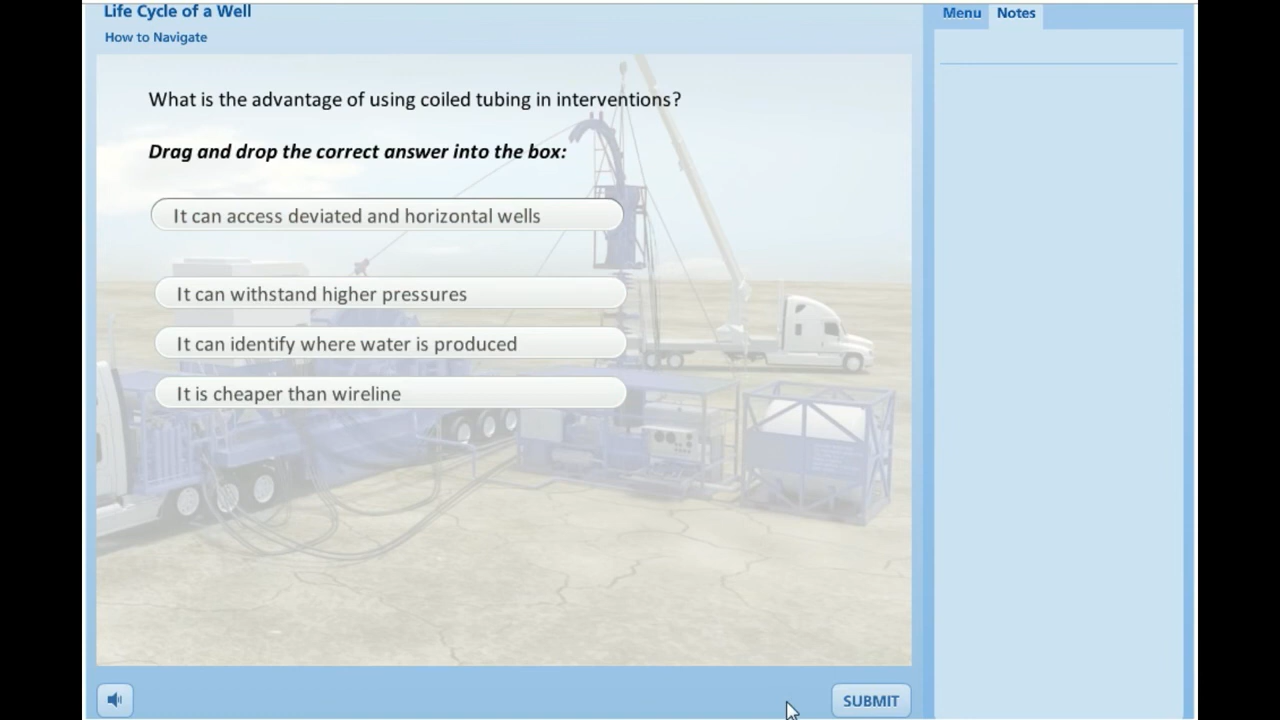 Life Cycle of a Well
How to Navigate
Menu
Notes
What is the advantage of using coiled tubing in interventions?
Drag and drop the correct answer into the box:
It can access deviated and horizontal wells
It can withstand higher pressures
It can identify where water is produced
It is cheaper than wireline
SUBMIT